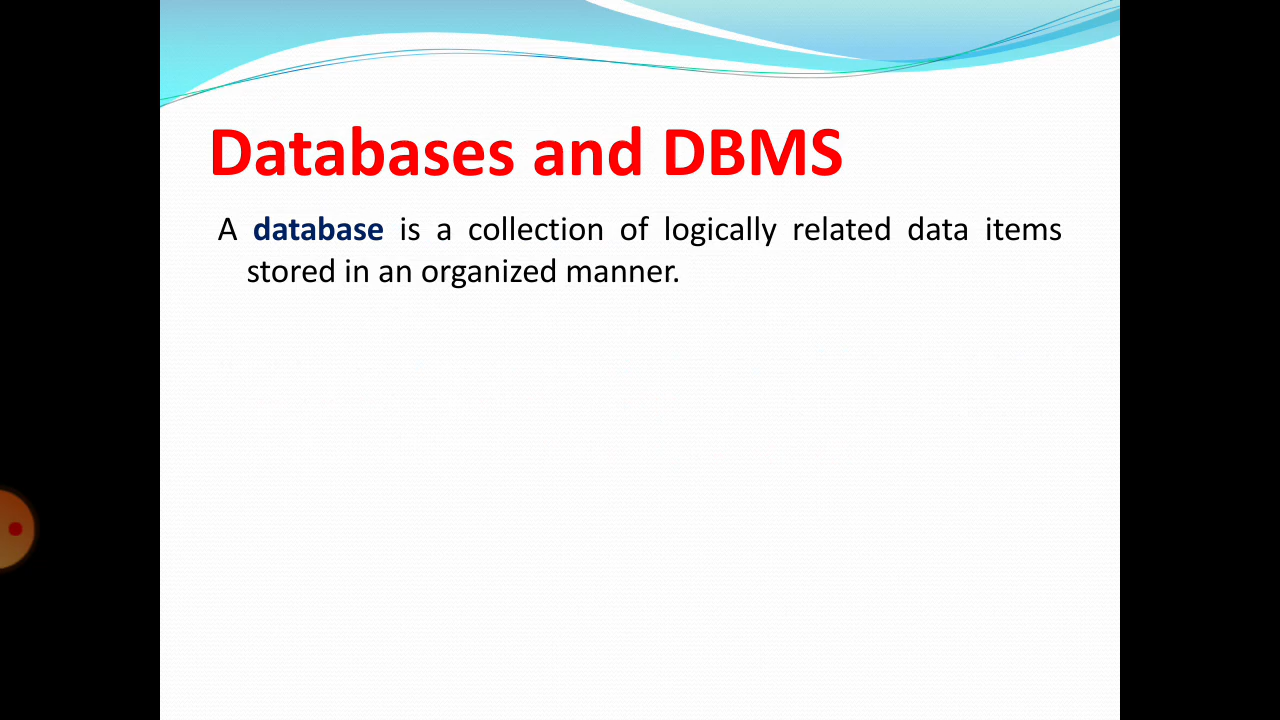 Databases and DBMS
A database is a collection of logically related data items
stored in an organized manner.